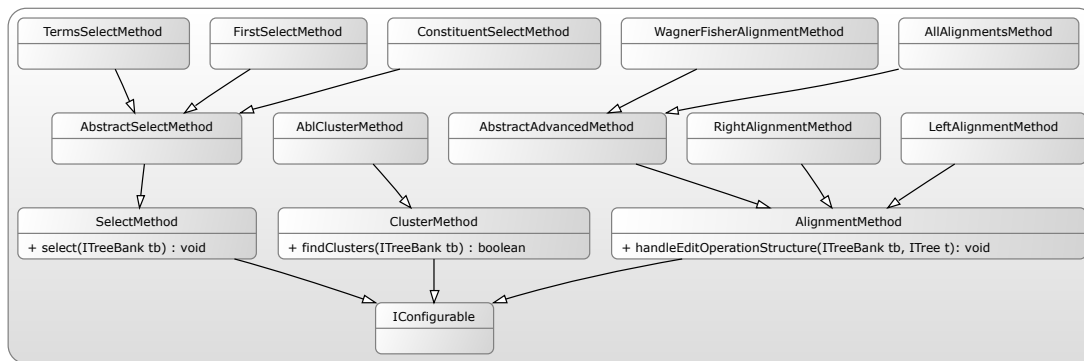 TermsSelectMethod
FirstSelectMethod
ConstituentSelectMethod
WagnerFisherAlignmentMethod
AllAlignmentsMethod
AbstractSelectMethod
AblClusterMethod
AbstractAdvancedMethod
RightAlignmentMethod
LeftAlignmentMethod
SelectMethod
+ select(ITreeBank tb) : void
ClusterMethod
+ findClusters(ITreeBank tb) : boolean
AlignmentMethod
+ handleEditOperationStructure(ITreeBank tb, ITree t): void
IConfigurable